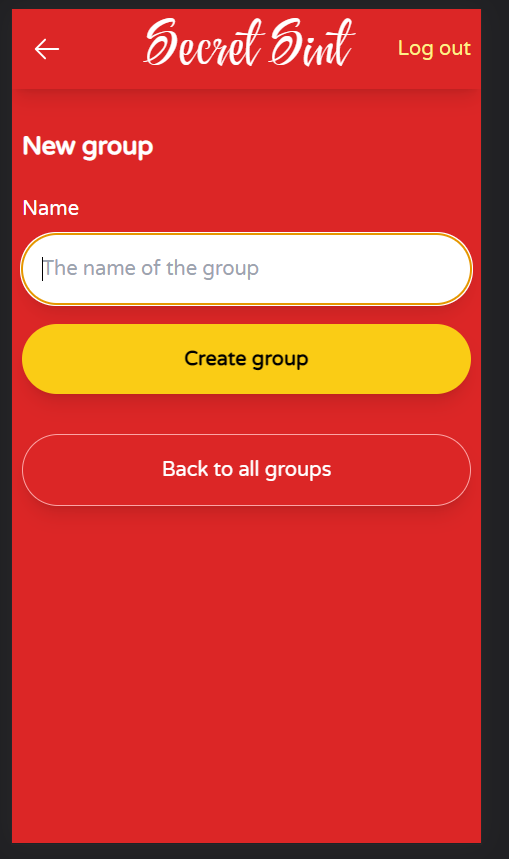 Secret Sint
Log out
New group
Name
The name of the group
Create group
Back to all groups